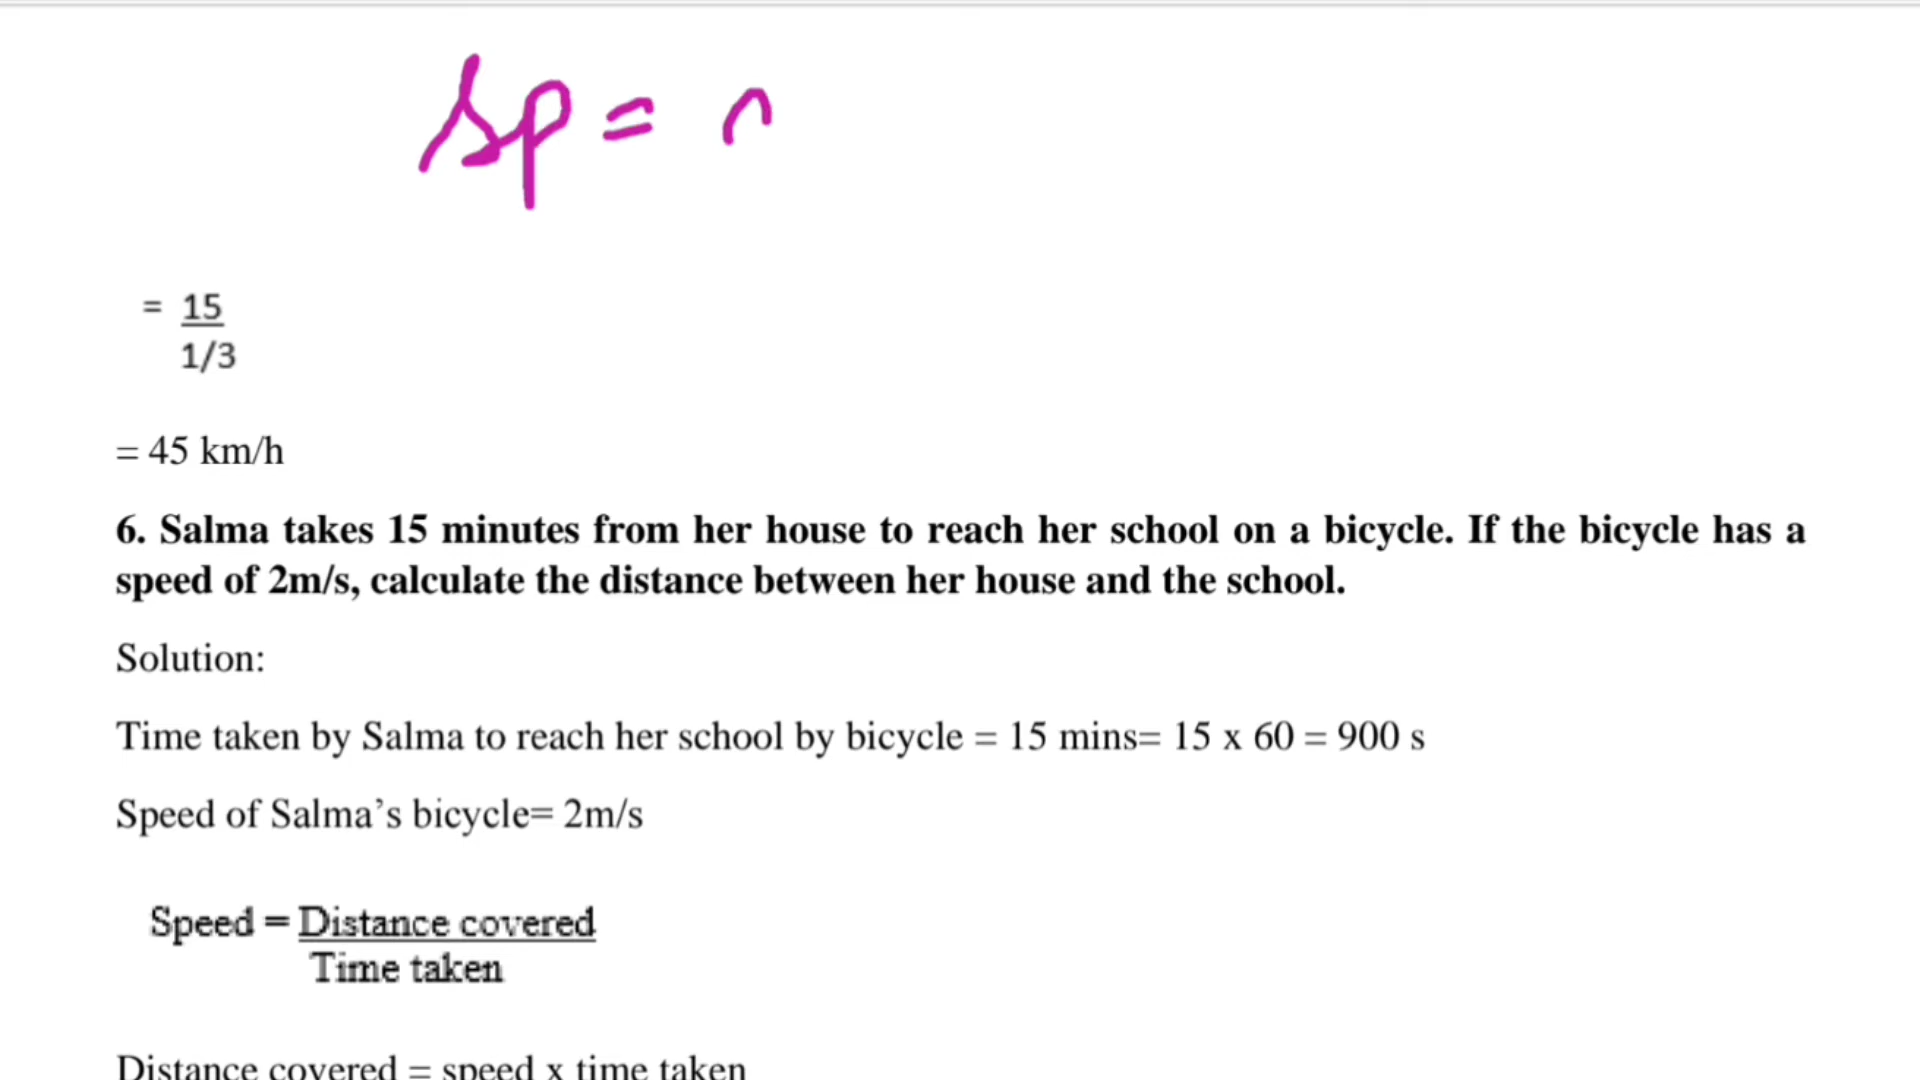 Sp =
= 15
1/3
= 45 km/h
6. Salma takes 15 minutes from her house to reach her school on a bicycle. If the bicycle has a
speed of 2m/s, calculate the distance between her house and the school.
Solution:
Time taken by Salma to reach her school by bicycle = 15 mins= 15 x 60 = 900 s
Speed of Salma’s bicycle= 2m/s
Speed = Distance covered
Time taken
Distance covered = speed x time taken